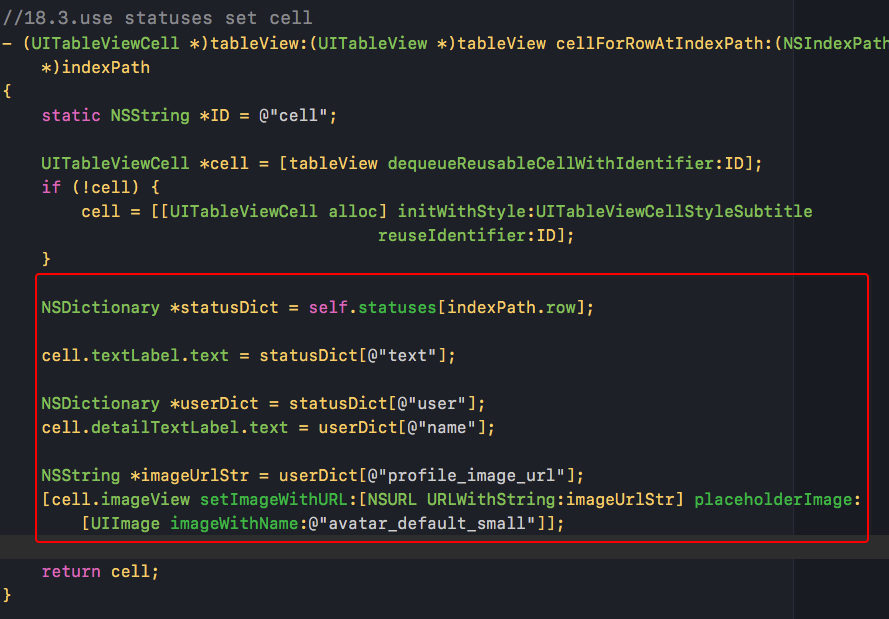 //18.3.use statuses set cell
- (UITableViewCell *)tableView:(UITableView *)tableView cellForRowAtIndexPath:(NSIndexPath
*)indexPath
{
static NSString *ID = @"cell";
UITableViewCell *cell = [tableView dequeueReusableCellWithIdentifier:ID];
if (!cell) {
cell = [[UITableViewCell alloc] initWithStyle:UITableViewCellStyleSubtitle
reuseIdentifier:ID];
}
NSDictionary *statusDict = self.statuses[indexPath.row];
cell.textLabel.text = statusDict[@"text"];
NSDictionary *userDict = statusDict[@"user"];
cell.detailTextLabel.text = userDict[@"name"];
NSString *imageUrlStr = userDict[@"profile_image_url"];
[cell.imageView setImageWithURL:[NSURL URLWithString:imageUrlStr] placeholderImage:
[UIImage imageWithName:@"avatar_default_small"]];
return cell;
}